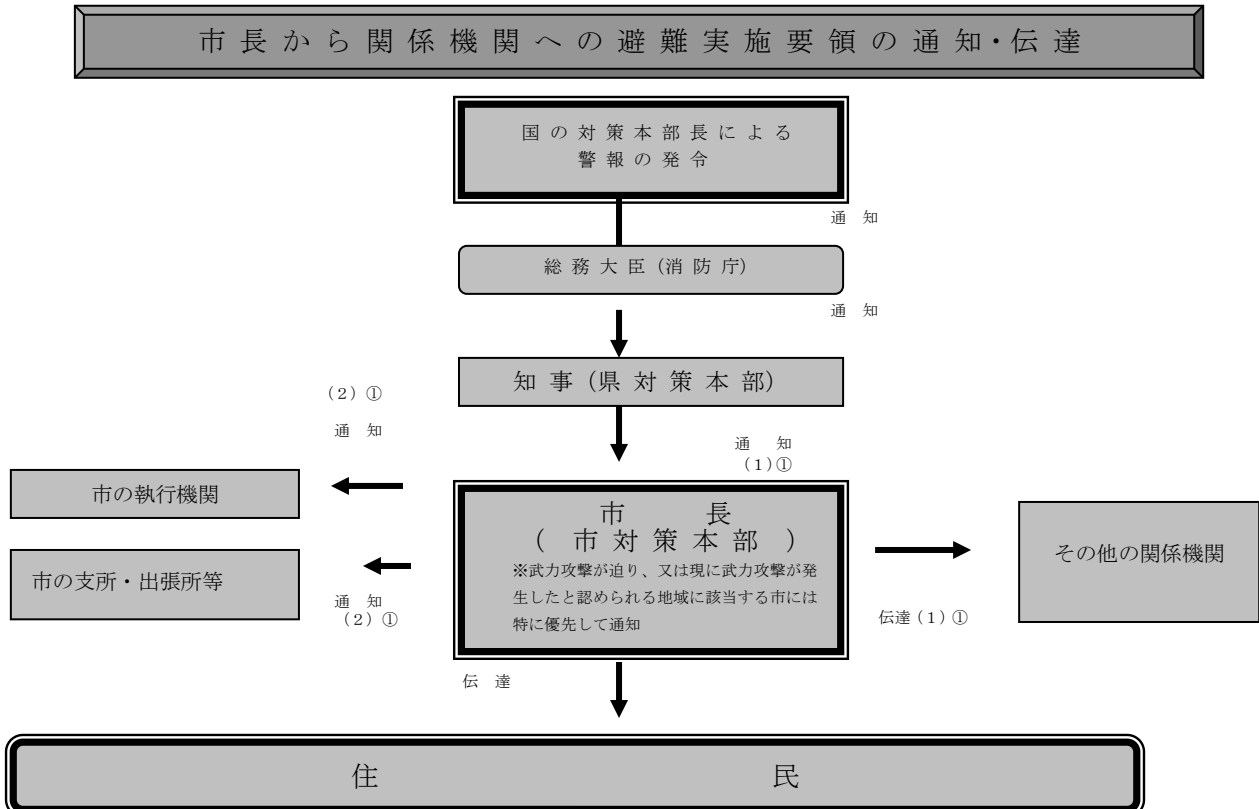 市長から関係機関への避難実施要領の通知・伝達
国の対策本部長による
警報の発令
通知
総務大臣(消防庁)
通知
知事(県対策本部)
(2)①
通知
通知
(1)①
市の執行機関
市長
(市対策本部)
※武力攻撃が迫り、又は現に武力攻撃が発
生したと認められる地域に該当する市には
特に優先して通知
その他の関係機関
市の支所・出張所等
通知
(2)①
伝達(1)①
伝達
住民